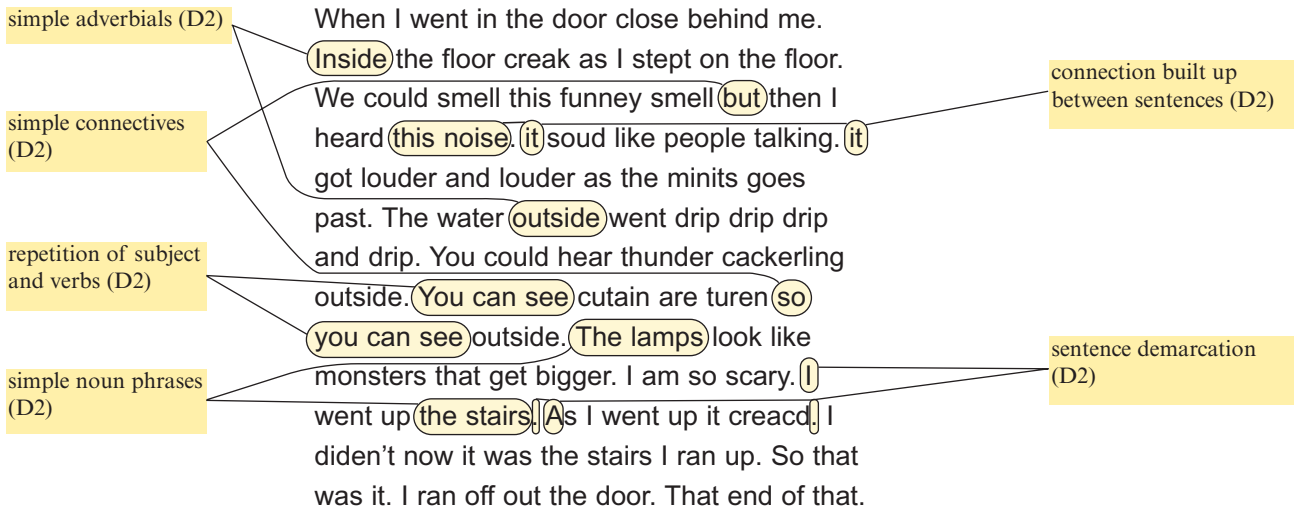 simple adverbials (D2)
simple connectives
(D2)
repetition of subject
and verbs (D2)
simple noun phrases
(D2)
When I went in the door close behind me.
Inside the floor creak as I stept on the floor.
We could smell this funney smell but then I
heard this noise. it soud like people talking. it
got louder and louder as the minits goes
past. The water outside went drip drip drip
and drip. You could hear thunder cackerling
outside. You can see cutain are turen so
you can see outside. The lamps look like
monsters that get bigger. I am so scary. I
went up the stairs. As I went up it creacd. I
diden't now it was the stairs I ran up. So that
was it. I ran off out the door. That end of that.
connection built up
between sentences (D2)
sentence demarcation
(D2)